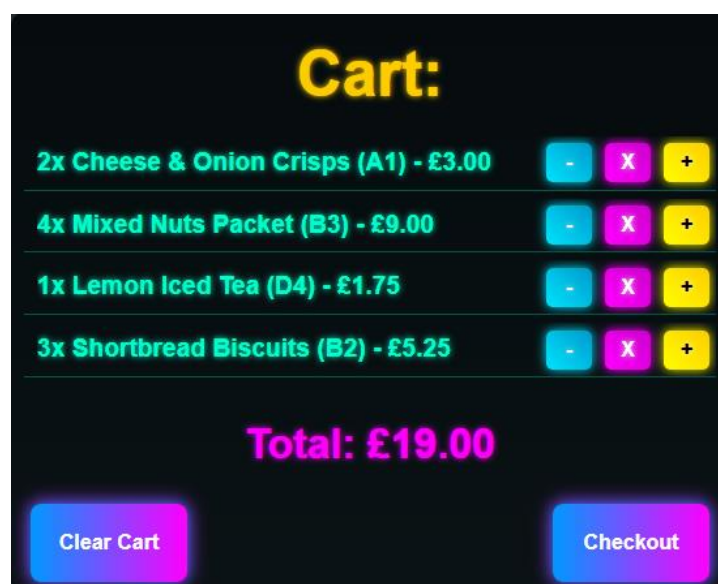 Cart:
2x Cheese & Onion Crisps (A1) - £3.00 - X +
4x Mixed Nuts Packet (B3) - £9.00 - X +
1x Lemon Iced Tea (D4) - £1.75 - X +
3x Shortbread Biscuits (B2) - £5.25 - X +
Total: £19.00
Clear Cart Checkout